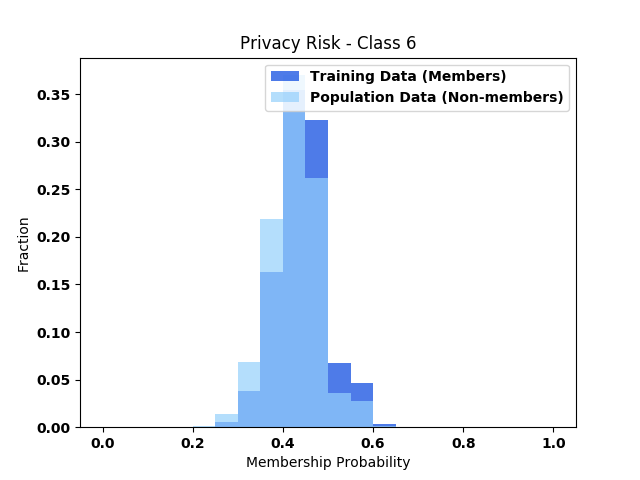 Privacy Risk - Class 6
Training Data (Members)
Population Data (Non-members)
0.35
0.30
0.25
0.20
0.15
0.10
0.05
0.00
Fraction
0.0 0.2 0.4 0.6 0.8 1.0
Membership Probability